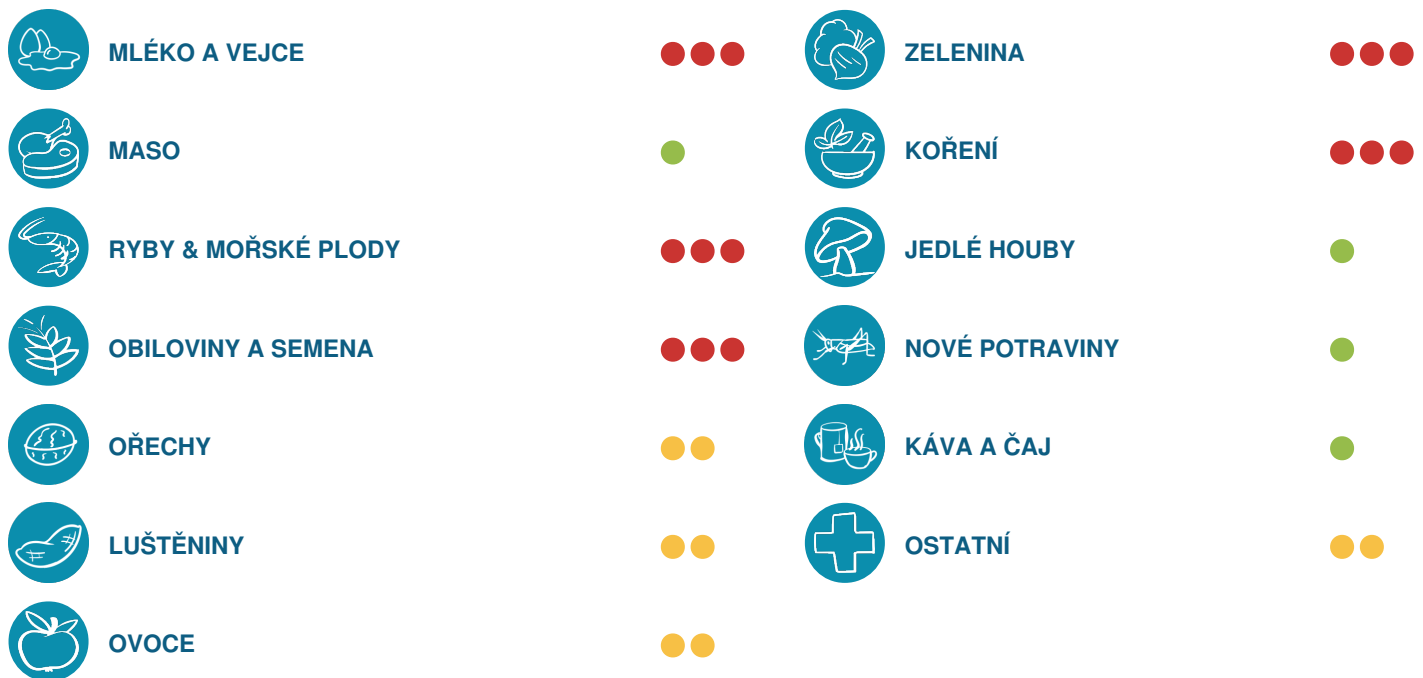 MLÉKO A VEJCE
MASO
RYBY & MOŘSKÉ PLODY
OBILOVINY A SEMENA
OŘECHY
LUŠTĚNINY
OVOCE
ZELENINA
KOŘENÍ
JEDLÉ HOUBY
NOVÉ POTRAVINY
KÁVA A ČAJ
OSTATNÍ